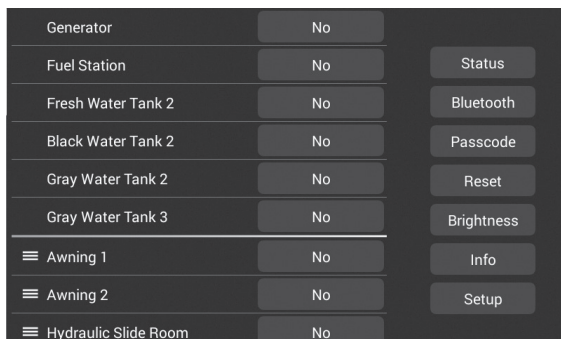 Generator No
Fuel Station No
Status
Fresh Water Tank 2 No
Bluetooth
Black Water Tank 2 No
Passcode
Gray Water Tank 2 No
Reset
Gray Water Tank 3 No
Brightness
Awning 1 No
Info
Awning 2 No
Setup
Hydraulic Slide Room No